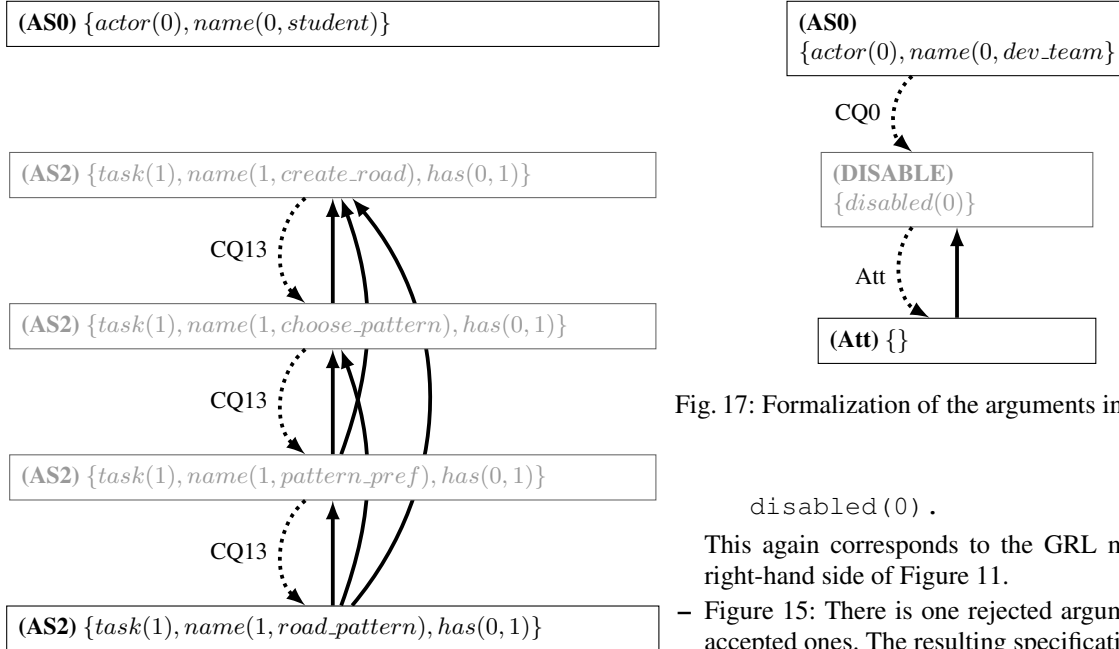 (AS0) {actor(0), name(0, student)}
(AS2) {task(1), name(1, create_road), has(0, 1)}
CQ13
(AS2) {task(1), name(1, choose_pattern), has(0, 1)}
CQ13
(AS2) {task(1), name(1, pattern_pref), has(0, 1)}
CQ13
(AS2) {task(1), name(1, road_pattern), has(0, 1)}
(AS0)
{actor(0), name(0, dev_team}
CQ0
(DISABLE)
{disabled(0)}
Att
(Att) {}
Fig. 17: Formalization of the arguments in
disabled(0).
This again corresponds to the GRL
right-hand side of Figure 11.
– Figure 15: There is one rejected
accepted ones. The resulting